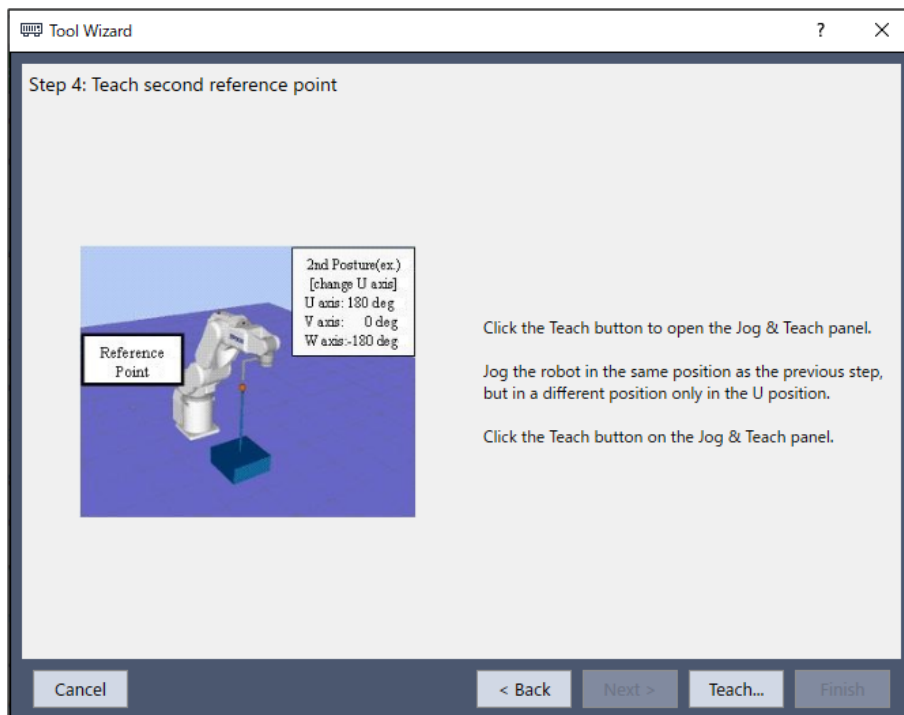 Tool Wizard
?
Step 4: Teach second reference point
2nd Posture(ex.)
[change U axis]
U axis: 180 deg
V axis: 0 deg
W axis:-180 deg
Reference
Point
Click the Teach button to open the Jog & Teach panel.
Jog the robot in the same position as the previous step,
but in a different position only in the U position.
Click the Teach button on the Jog & Teach panel.
Cancel
< Back
Next >
Teach...
Finish